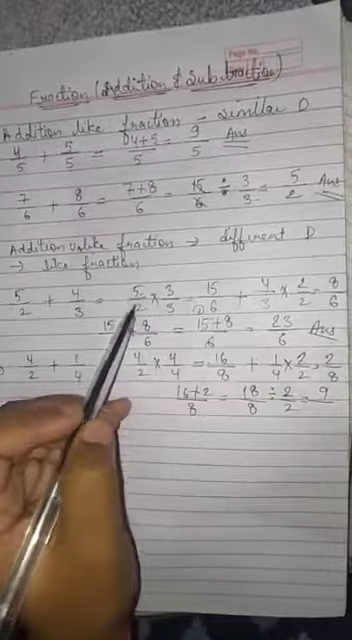 Page No.
Fraction (Addition & Subtraction)
Addition like fraction - similar D
4/5 + 5/5 = 4+5/5 = 9/5 Ans
7/6 + 8/6 = 7+8/6 = 15/6 ÷ 3/3 = 5/2 Ans
Addition unlike fraction → different D
→ like fraction
5/2 + 4/3 = 5/2 × 3/3 = 15/6 + 4/3 × 2/2 = 8/6
15 8/6 = 15+8/6 = 23/6 Ans
4/2 + 1/4 4/2 × 4/4 = 16/8 + 1/4 × 2/2 = 2/8
16+2/8 = 18/8 ÷ 2/2 = 9